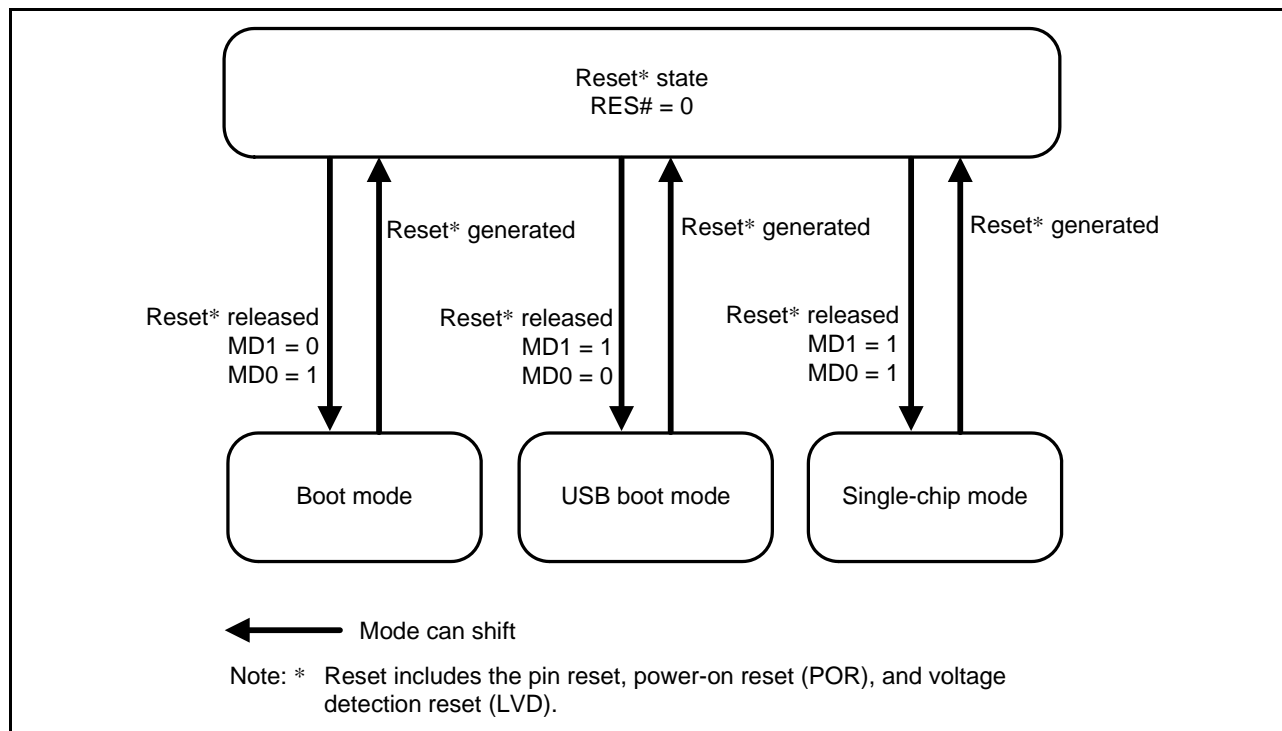 Reset* state
RES# = 0
Reset* generated
Reset* generated
Reset* generated
Reset* released
MD1 = 0
MD0 = 1
Reset* released
MD1 = 1
MD0 = 0
Reset* released
MD1 = 1
MD0 = 1
Boot mode
USB boot mode
Single-chip mode
Mode can shift
Note: * Reset includes the pin reset, power-on reset (POR), and voltage
detection reset (LVD).